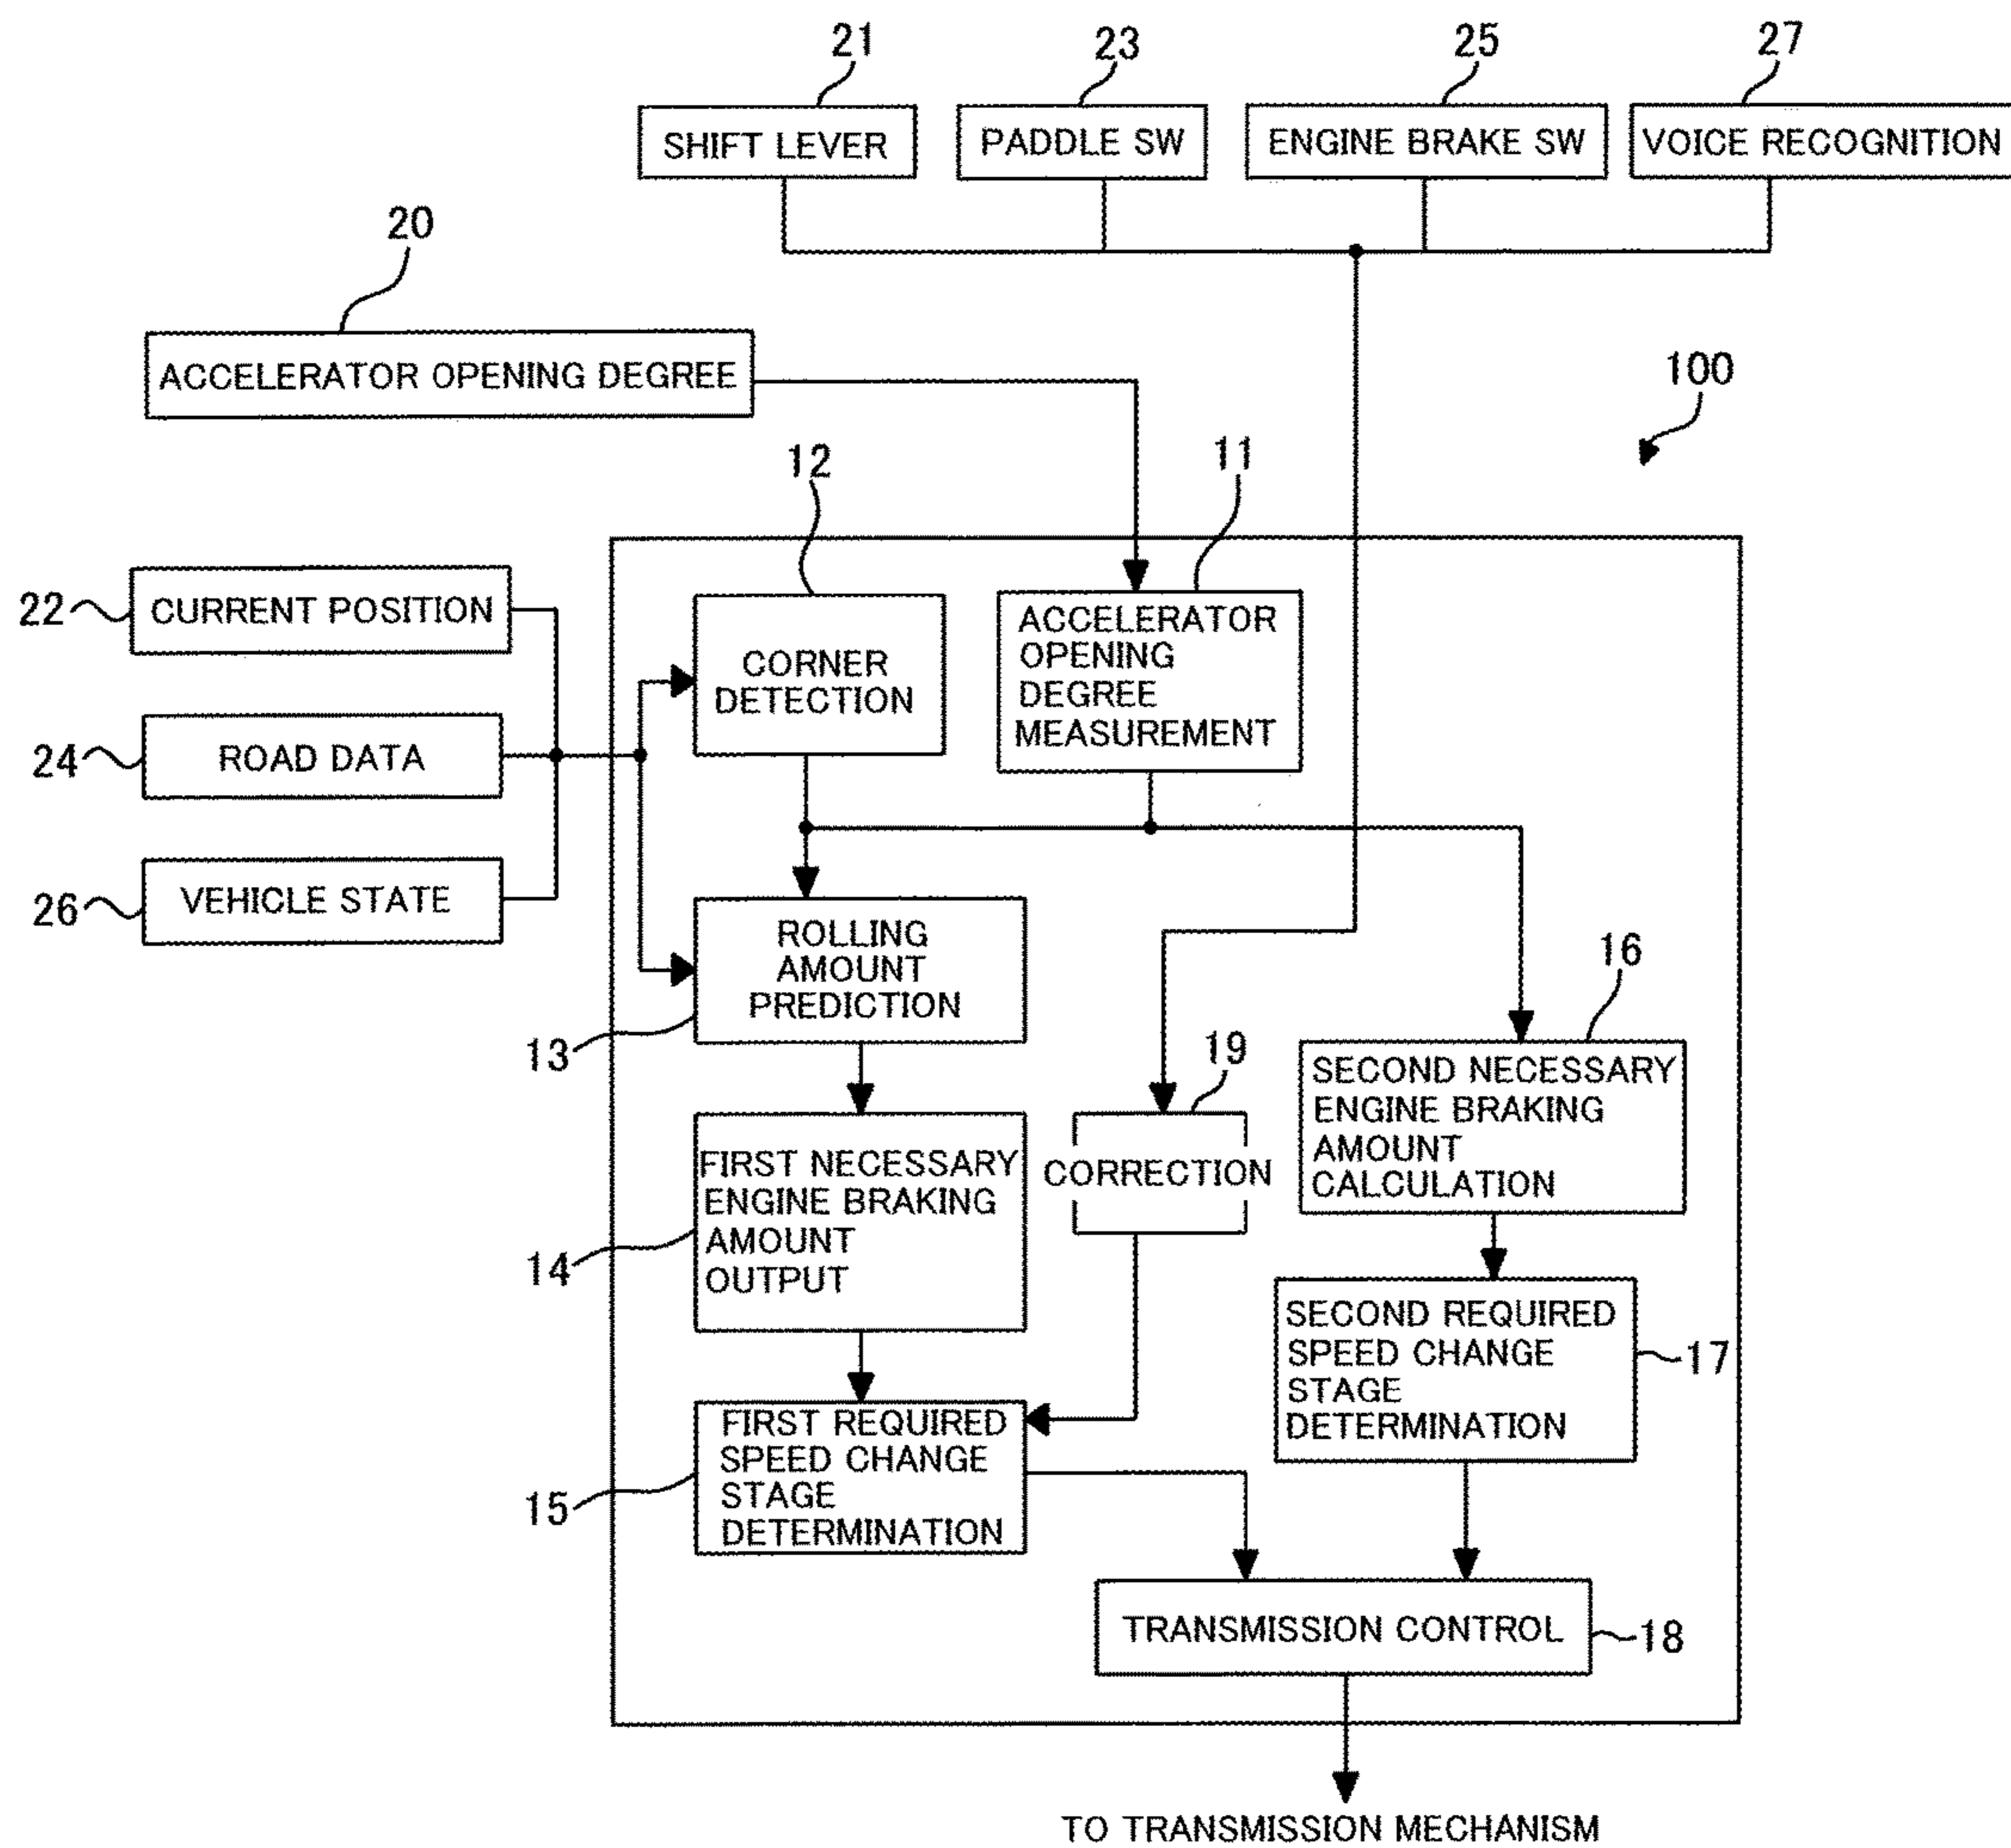 21
23
25
27
SHIFT LEVER
PADDLE SW
ENGINE BRAKE SW
VOICE RECOGNITION
20
ACCELERATOR OPENING DEGREE
100
12
11
22
CURRENT POSITION
CORNER
DETECTION
ACCELERATOR
OPENING
DEGREE
MEASUREMENT
24
ROAD DATA
26
VEHICLE STATE
ROLLING
AMOUNT
PREDICTION
13
16
19
FIRST NECESSARY
ENGINE BRAKING
AMOUNT
OUTPUT
14
CORRECTION
SECOND NECESSARY
ENGINE BRAKING
AMOUNT
CALCULATION
FIRST REQUIRED
SPEED CHANGE
STAGE
DETERMINATION
15
SECOND REQUIRED
SPEED CHANGE
STAGE
DETERMINATION
17
TRANSMISSION CONTROL
18
TO TRANSMISSION MECHANISM